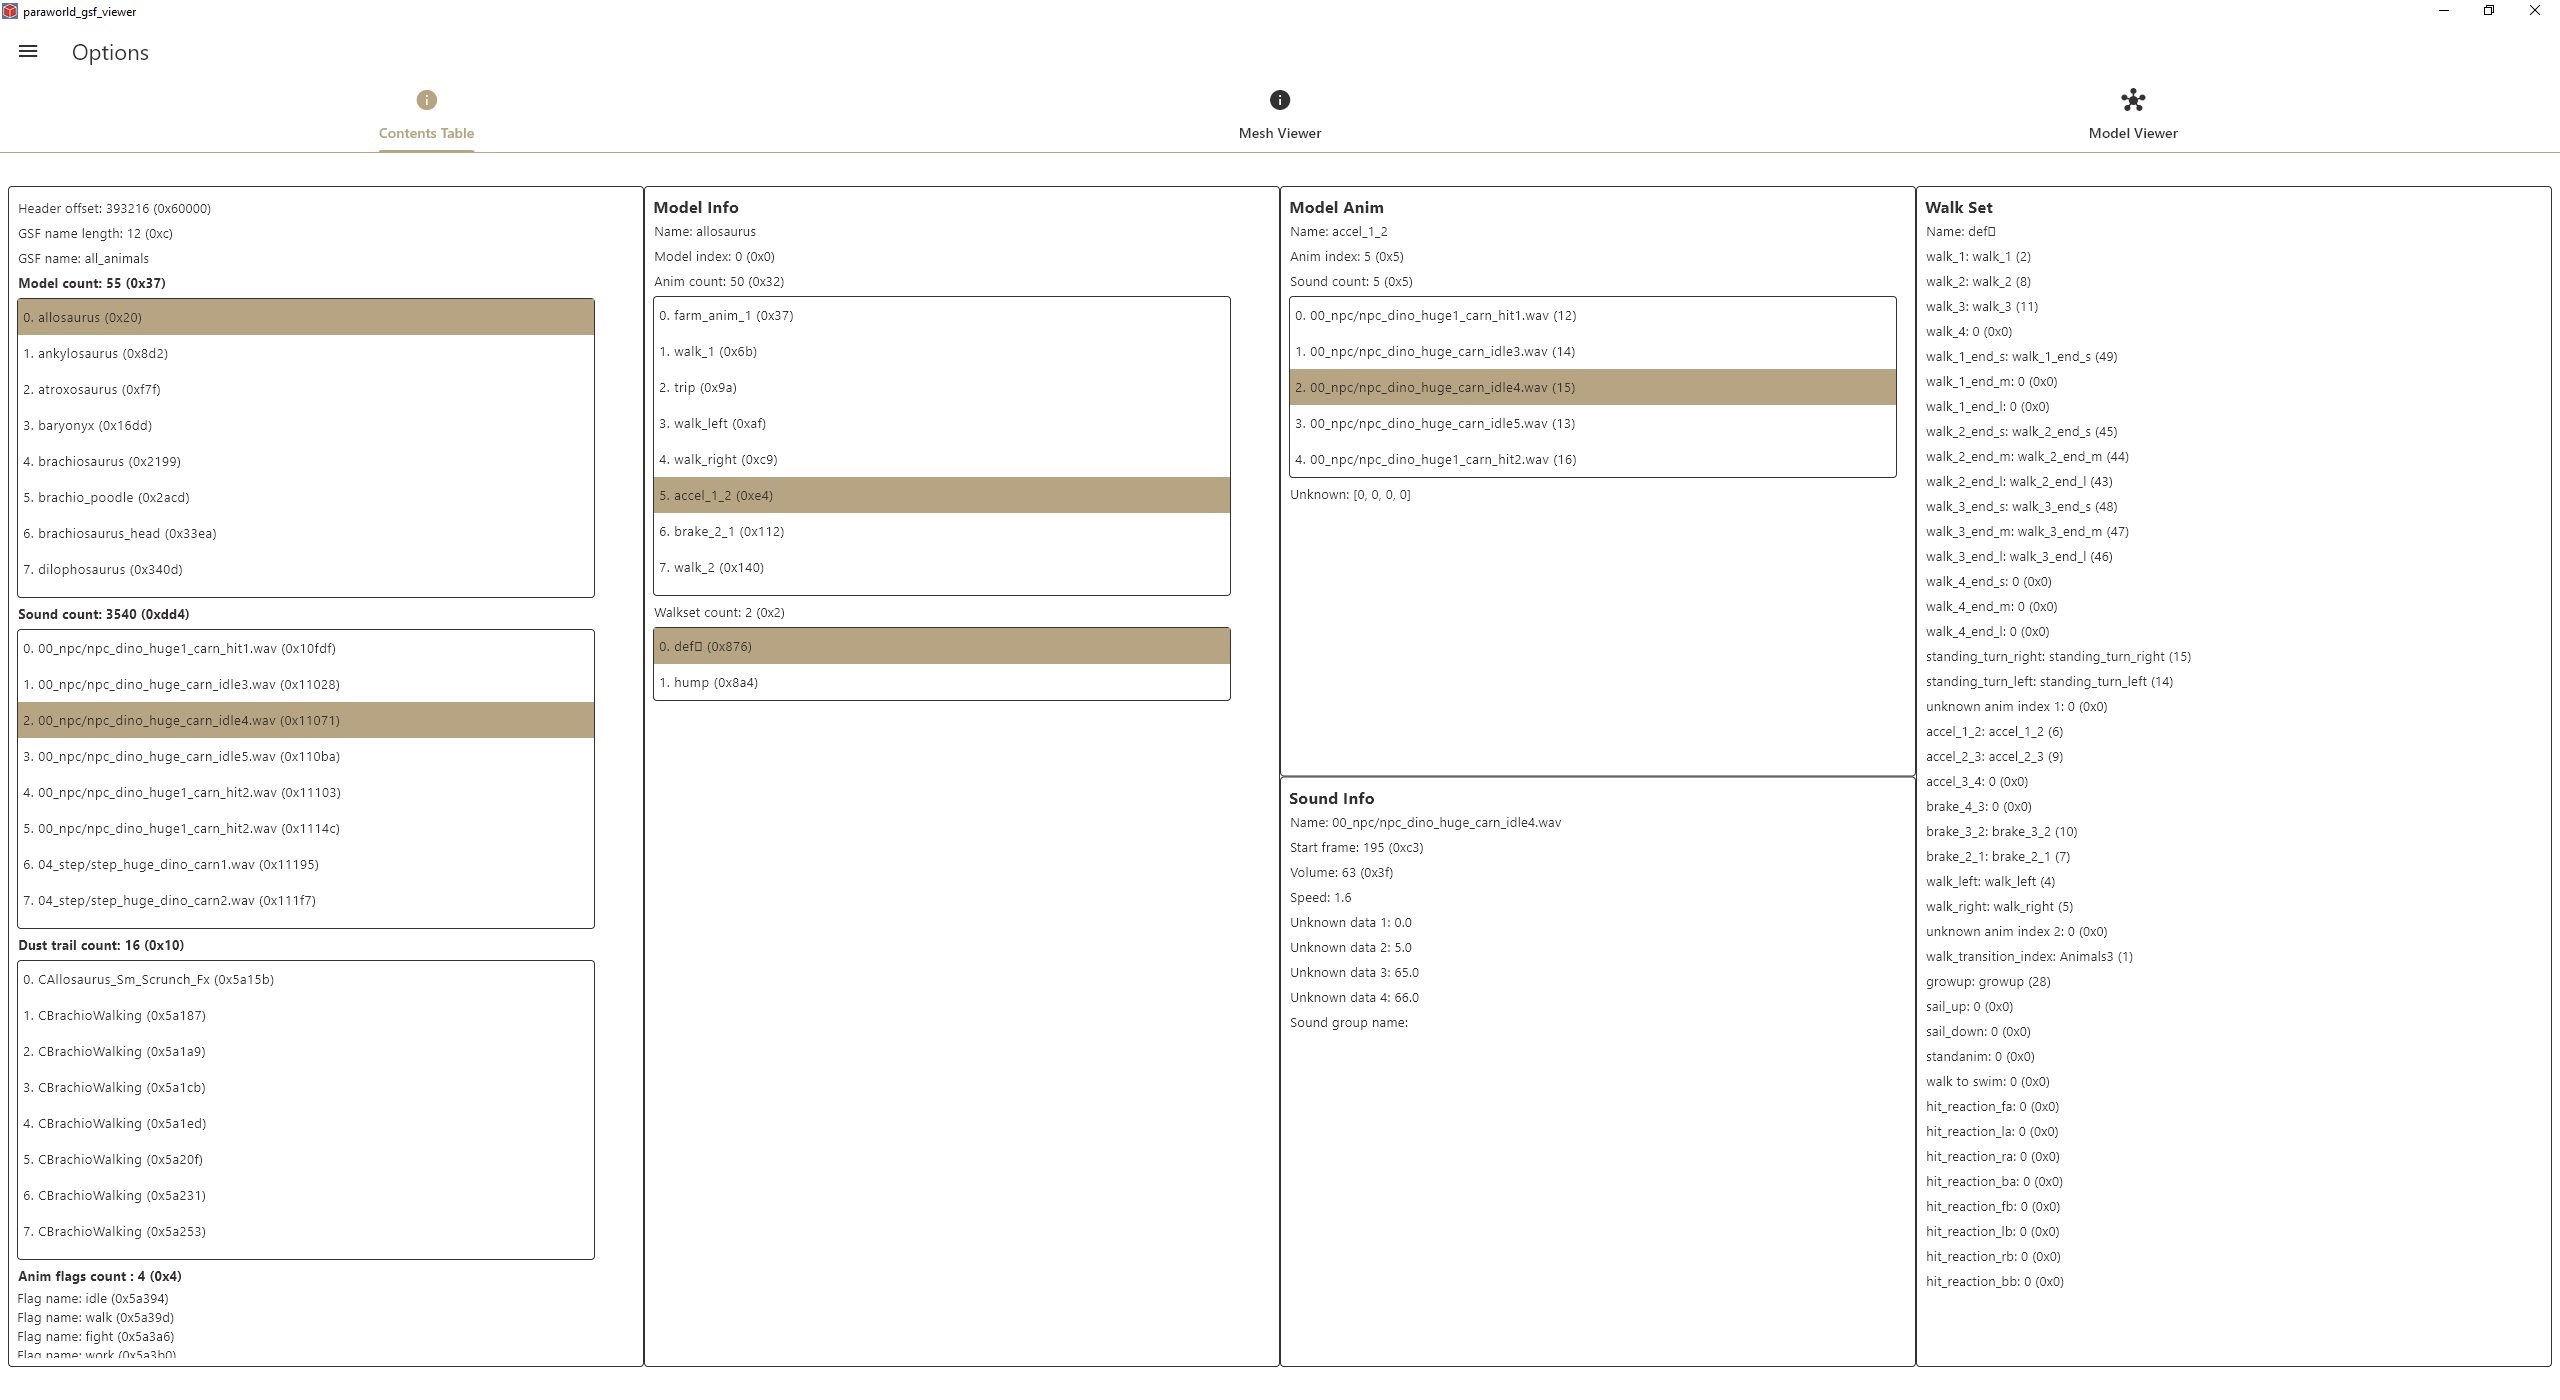 paraworld_gsf_viewer
Options
Contents Table
Mesh Viewer
Model Viewer
Header offset: 393216 (0x60000)
GSF name length: 12 (0xc)
GSF name: all_animals
Model count: 55 (0x37)
0. allosaurus (0x20)
1. ankylosaurus (0x8d2)
2. atroxosaurus (0xf7f)
3. baryonyx (0x16dd)
4. brachiosaurus (0x2199)
5. brachio_poodle (0x2acd)
6. brachiosaurus_head (0x33ea)
7. dilophosaurus (0x340d)
Sound count: 3540 (0xdd4)
0. 00_npc/npc_dino_huge1_carn_hit1.wav (0x10fdf)
1. 00_npc/npc_dino_huge_carn_idle3.wav (0x11028)
2. 00_npc/npc_dino_huge_carn_idle4.wav (0x11071)
3. 00_npc/npc_dino_huge_carn_idle5.wav (0x110ba)
4. 00_npc/npc_dino_huge1_carn_hit2.wav (0x11103)
5. 00_npc/npc_dino_huge1_carn_hit2.wav (0x1114c)
6. 04_step/step_huge_dino_carn1.wav (0x11195)
7. 04_step/step_huge_dino_carn2.wav (0x111f7)
Dust trail count: 16 (0x10)
0. CAllosaurus_Sm_Scrunch_Fx (0x5a15b)
1. CBrachioWalking (0x5a187)
2. CBrachioWalking (0x5a1a9)
3. CBrachioWalking (0x5a1cb)
4. CBrachioWalking (0x5a1ed)
5. CBrachioWalking (0x5a20f)
6. CBrachioWalking (0x5a231)
7. CBrachioWalking (0x5a253)
Anim flags count : 4 (0x4)
Flag name: idle (0x5a394)
Flag name: walk (0x5a39d)
Flag name: fight (0x5a3a6)
Flag name: work (0x5a3b0)
Model Info
Name: allosaurus
Model index: 0 (0x0)
Anim count: 50 (0x32)
0. farm_anim_1 (0x37)
1. walk_1 (0x6b)
2. trip (0x9a)
3. walk_left (0xaf)
4. walk_right (0xc9)
5. accel_1_2 (0xe4)
6. brake_2_1 (0x112)
7. walk_2 (0x140)
Walkset count: 2 (0x2)
0. def▯ (0x876)
1. hump (0x8a4)
Model Anim
Name: accel_1_2
Anim index: 5 (0x5)
Sound count: 5 (0x5)
0. 00_npc/npc_dino_huge1_carn_hit1.wav (12)
1. 00_npc/npc_dino_huge_carn_idle3.wav (14)
2. 00_npc/npc_dino_huge_carn_idle4.wav (15)
3. 00_npc/npc_dino_huge_carn_idle5.wav (13)
4. 00_npc/npc_dino_huge1_carn_hit2.wav (16)
Unknown: [0, 0, 0, 0]
Sound Info
Name: 00_npc/npc_dino_huge_carn_idle4.wav
Start frame: 195 (0xc3)
Volume: 63 (0x3f)
Speed: 1.6
Unknown data 1: 0.0
Unknown data 2: 5.0
Unknown data 3: 65.0
Unknown data 4: 66.0
Sound group name:
Walk Set
Name: def▯
walk_1: walk_1 (2)
walk_2: walk_2 (8)
walk_3: walk_3 (11)
walk_4: 0 (0x0)
walk_1_end_s: walk_1_end_s (49)
walk_1_end_m: 0 (0x0)
walk_1_end_l: 0 (0x0)
walk_2_end_s: walk_2_end_s (45)
walk_2_end_m: walk_2_end_m (44)
walk_2_end_l: walk_2_end_l (43)
walk_3_end_s: walk_3_end_s (48)
walk_3_end_m: walk_3_end_m (47)
walk_3_end_l: walk_3_end_l (46)
walk_4_end_s: 0 (0x0)
walk_4_end_m: 0 (0x0)
walk_4_end_l: 0 (0x0)
standing_turn_right: standing_turn_right (15)
standing_turn_left: standing_turn_left (14)
unknown anim index 1: 0 (0x0)
accel_1_2: accel_1_2 (6)
accel_2_3: accel_2_3 (9)
accel_3_4: 0 (0x0)
brake_4_3: 0 (0x0)
brake_3_2: brake_3_2 (10)
brake_2_1: brake_2_1 (7)
walk_left: walk_left (4)
walk_right: walk_right (5)
unknown anim index 2: 0 (0x0)
walk_transition_index: Animals3 (1)
growup: growup (28)
sail_up: 0 (0x0)
sail_down: 0 (0x0)
standanim: 0 (0x0)
walk to swim: 0 (0x0)
hit_reaction_fa: 0 (0x0)
hit_reaction_la: 0 (0x0)
hit_reaction_ra: 0 (0x0)
hit_reaction_ba: 0 (0x0)
hit_reaction_fb: 0 (0x0)
hit_reaction_lb: 0 (0x0)
hit_reaction_rb: 0 (0x0)
hit_reaction_bb: 0 (0x0)